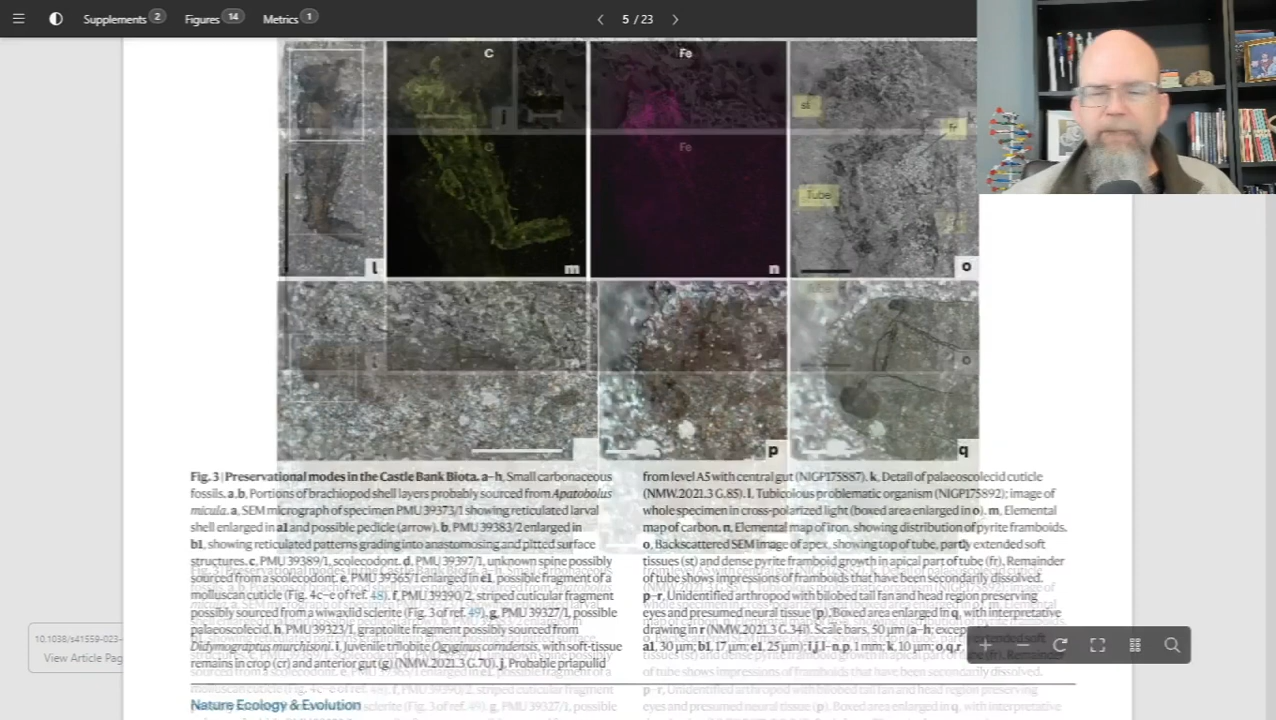 Supplements 2 Figures 14 Metrics 1
5 / 23
C
Fe
st
fr
k
j
C
Fe
Tube
l
m
n
o
o
p
q
Fig. 3 | Preservational modes in the Castle Bank Biota. a–h, Small carbonaceous
fossils. a,b, Portions of brachiopod shell layers probably sourced from Apatobolus
micula. a, SEM micrograph of specimen PMU 39373/1 showing reticulated larval
shell enlarged in a1 and possible pedicle (arrow). b, PMU 39383/2 enlarged in
b1, showing reticulated patterns grading into anastomosing and pitted surface
structures. c, PMU 39389/1, scolecodont. d, PMU 39397/1, unknown spine possibly
sourced from a scolecodont. e, PMU 39365/1 enlarged in e1, possible fragment of a
molluscan cuticle (Fig. 4c–e of ref. 48). f, PMU 39390/2, striped cuticular fragment
possibly sourced from a wiwaxiid sclerite (Fig. 3 of ref. 49). g, PMU 39327/1, possible
palaeoscolecid. h, PMU 39323/1, graptolite fragment possibly sourced from
Didymograptus murchisoni. i, Juvenile trilobite Ogyginus corndensis, with soft-tissue
remains in crop (cr) and anterior gut (g) (NMW.2021.3 G.70). j, Probable priapulid
from level A5 with central gut (NIGP175887). k, Detail of palaeoscolecid cuticle
(NMW.2021.3 G.85). l, Tubicolous problematic organism (NIGP175892); image of
whole specimen in cross-polarized light (boxed area enlarged in o). m, Elemental
map of carbon. n, Elemental map of iron, showing distribution of pyrite framboids.
o, Backscattered SEM image of apex, showing top of tube, partly extended soft
tissues (st) and dense pyrite framboid growth in apical part of tube (fr). Remainder
of tube shows impressions of framboids that have been secondarily dissolved.
p–r, Unidentified arthropod with bilobed tail fan and head region preserving
eyes and presumed neural tissue (p). Boxed area enlarged in q, with interpretative
drawing in r (NMW.2021.3 G.34). Scale bars, 50 µm (a–h; except
a1, 30 µm; b1, 17 µm; e1, 25 µm); i,j,l–n,p, 1 mm; k, 10 µm; o,q,r
10.1038/s41559-023-
View Article Pag
Nature Ecology & Evolution